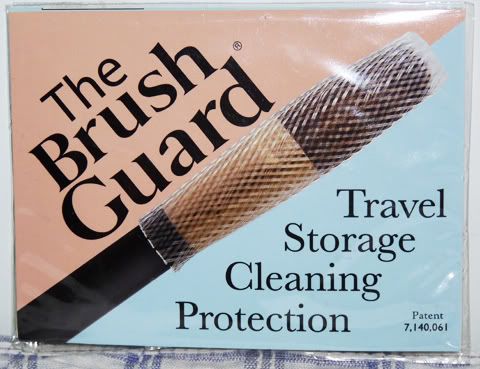 The
Brush
Guard®
Travel
Storage
Cleaning
Protection
Patent
7,140,061